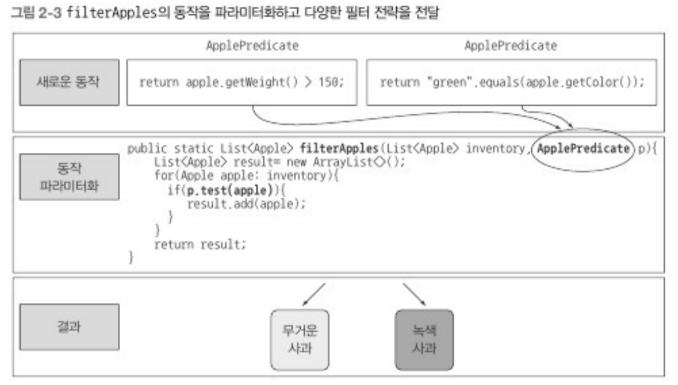 그림 2-3 filterApples의 동작을 파라미터화하고 다양한 필터 전략을 전달
ApplePredicate
ApplePredicate
새로운 동작
return apple.getWeight() > 150;
return "green".equals(apple.getColor());
동작
파라미터화
public static List<Apple> filterApples(List<Apple> inventory, ApplePredicate p){
List<Apple> result= new ArrayList<>();
for(Apple apple: inventory){
if(p.test(apple)){
result.add(apple);
}
}
return result;
}
결과
무거운
사과
녹색
사과